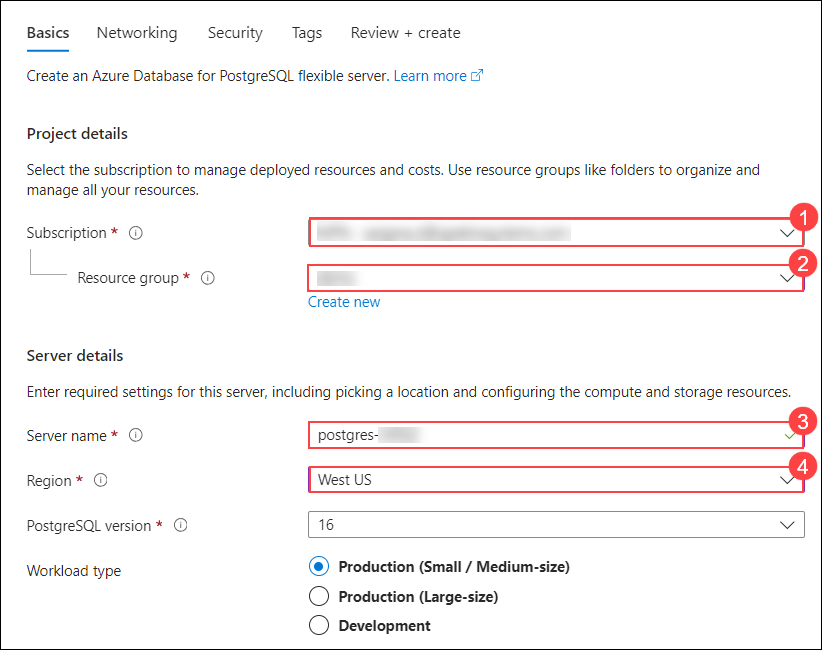 Basics Networking Security Tags Review + create
Create an Azure Database for PostgreSQL flexible server. Learn more
Project details
Select the subscription to manage deployed resources and costs. Use resource groups like folders to organize and
manage all your resources.
Subscription *
1
Resource group *
2
Create new
Server details
Enter required settings for this server, including picking a location and configuring the compute and storage resources.
Server name * postgres-
3
Region * West US
4
PostgreSQL version * 16
Workload type Production (Small / Medium-size)
Production (Large-size)
Development